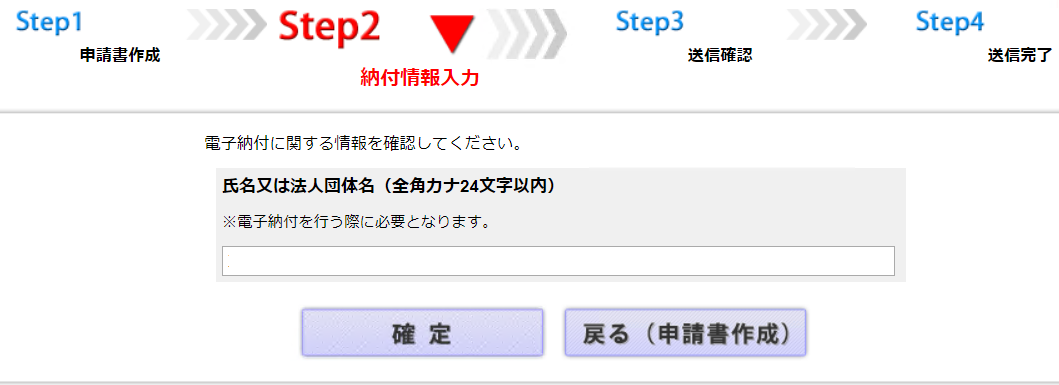 Step1
申請書作成
Step2
納付情報入力
Step3
送信確認
Step4
送信完了
電子納付に関する情報を確認してください。
氏名又は法人団体名（全角カナ24文字以内）
※電子納付を行う際に必要となります。
確 定
戻る（申請書作成）